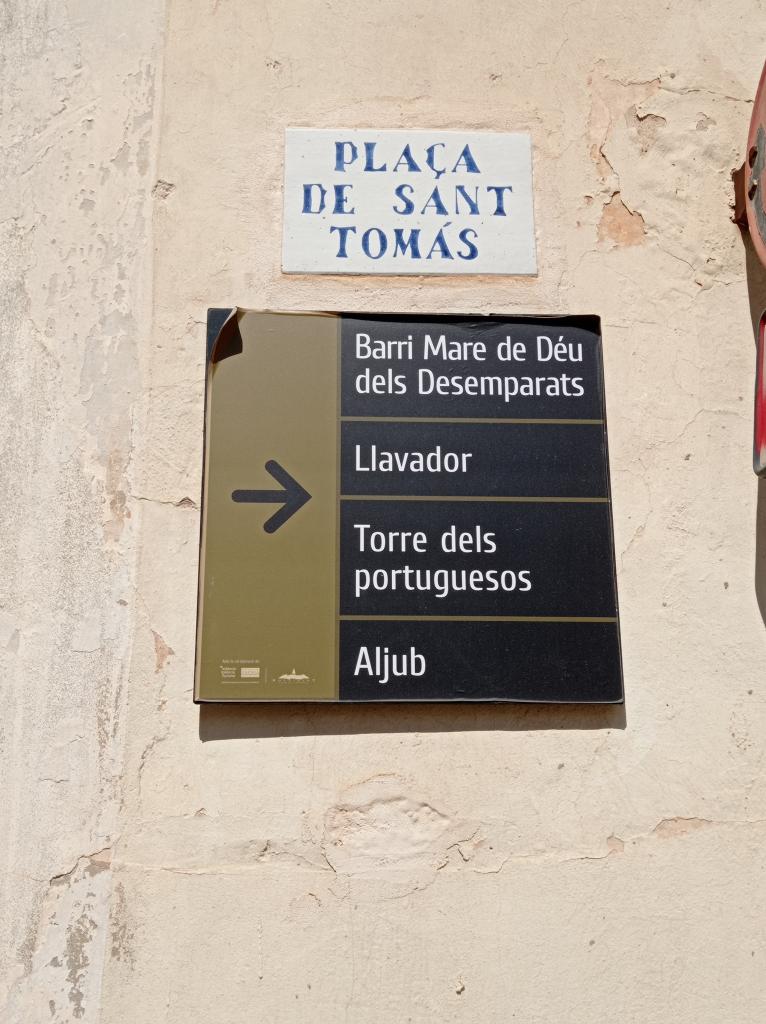 PLAÇA
DE SANT
TOMÁS
Barri Mare de Déu
dels Desemparats
Llavador
Torre dels
portuguesos
Aljub